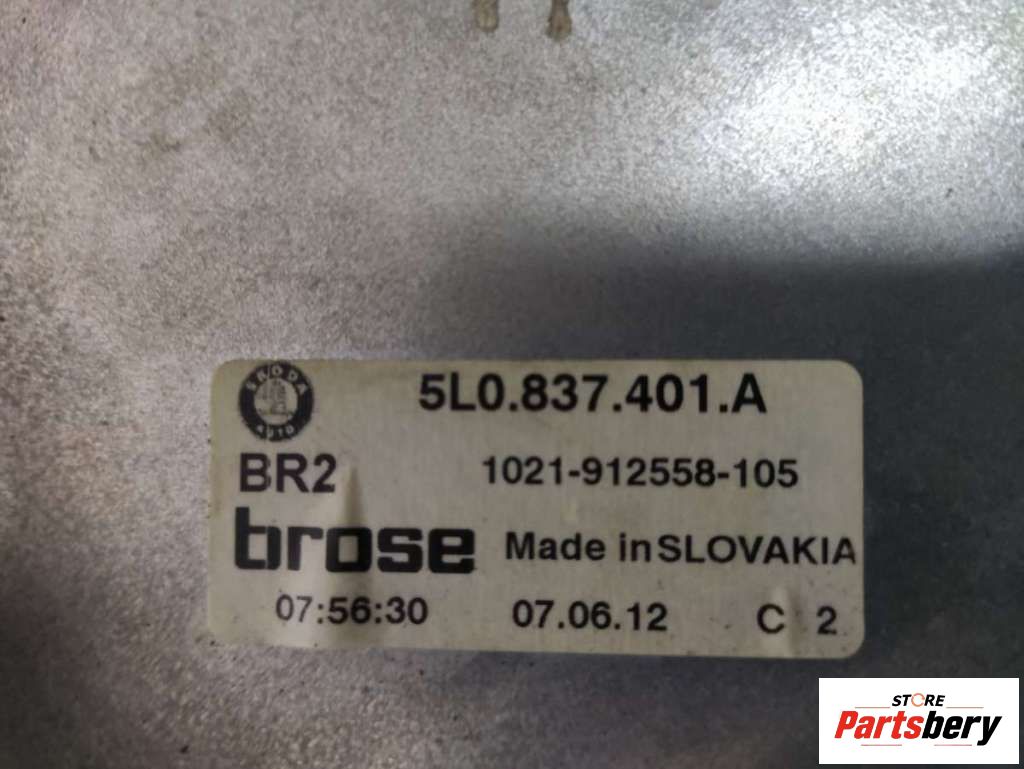 5L0.837.401.A
SKODA
AUTO
BR2
1021-912558-105
brose
Made in SLOVAKIA
07:56:30
07.06.12
C 2
STORE
Partsbery